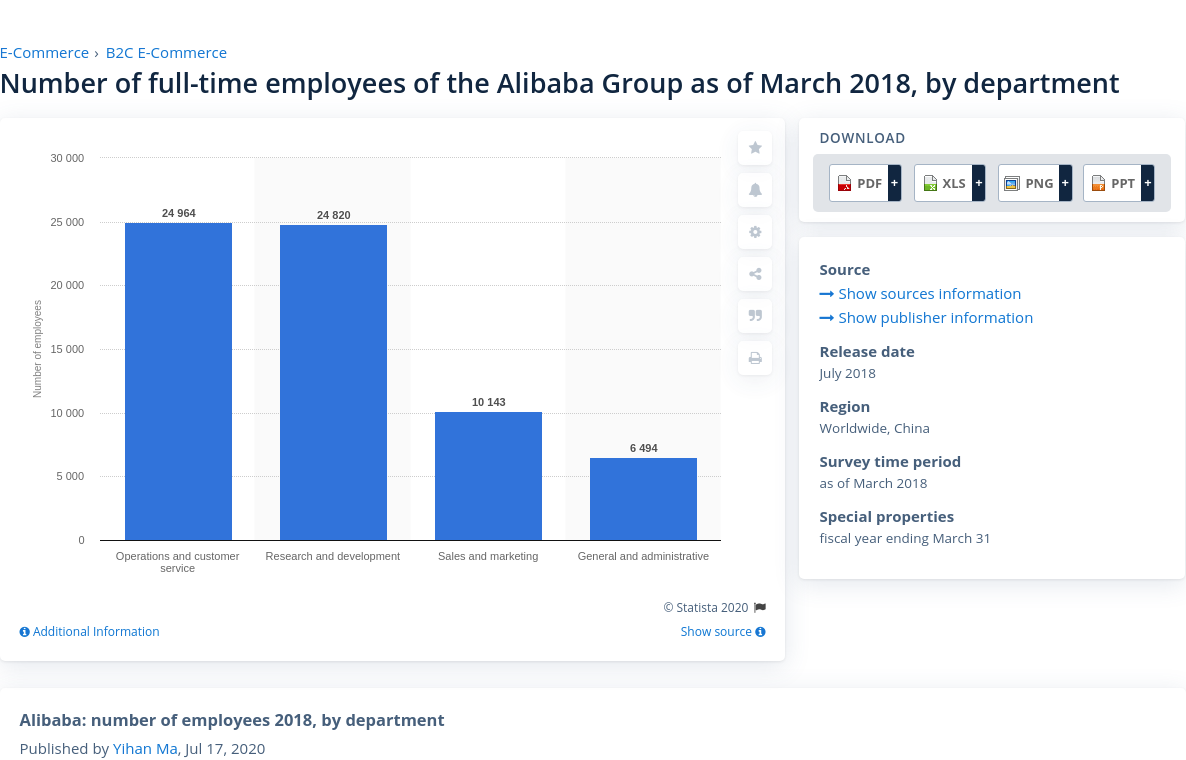 E-Commerce › B2C E-Commerce
Number of full-time employees of the Alibaba Group as of March 2018, by department
30 000
25 000
20 000
15 000
10 000
5 000
0
Number of employees
24 964
24 820
10 143
6 494
Operations and customer
service
Research and development
Sales and marketing
General and administrative
© Statista 2020
Additional Information
Show source
DOWNLOAD
PDF +
XLS +
PNG +
PPT +
Source
Show sources information
Show publisher information
Release date
July 2018
Region
Worldwide, China
Survey time period
as of March 2018
Special properties
fiscal year ending March 31
Alibaba: number of employees 2018, by department
Published by Yihan Ma, Jul 17, 2020